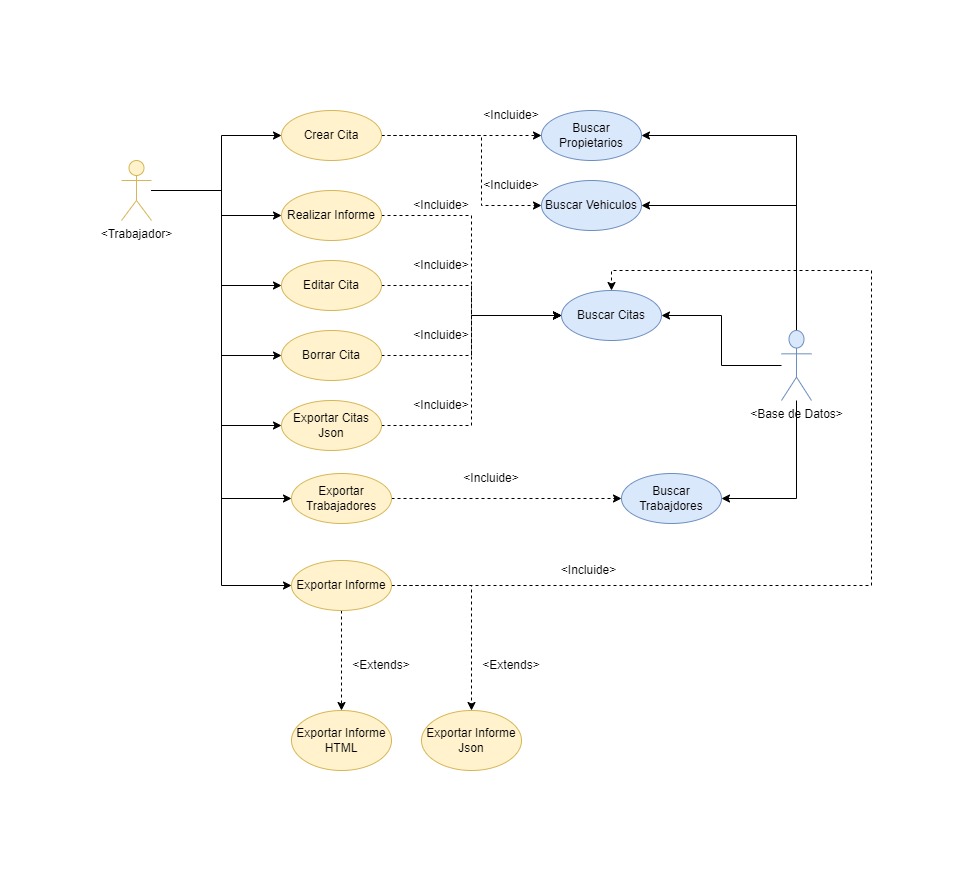 <Incluide>
Crear Cita
Buscar
Propietarios
<Incluide>
Buscar Vehiculos
<Trabajador>
<Incluide>
Realizar Informe
<Incluide>
Editar Cita
Buscar Citas
<Incluide>
Borrar Cita
<Base de Datos>
<Incluide>
Exportar Citas
Json
<Incluide>
Exportar
Trabajadores
Buscar
Trabajdores
<Incluide>
Exportar Informe
<Extends>
<Extends>
Exportar Informe
HTML
Exportar Informe
Json